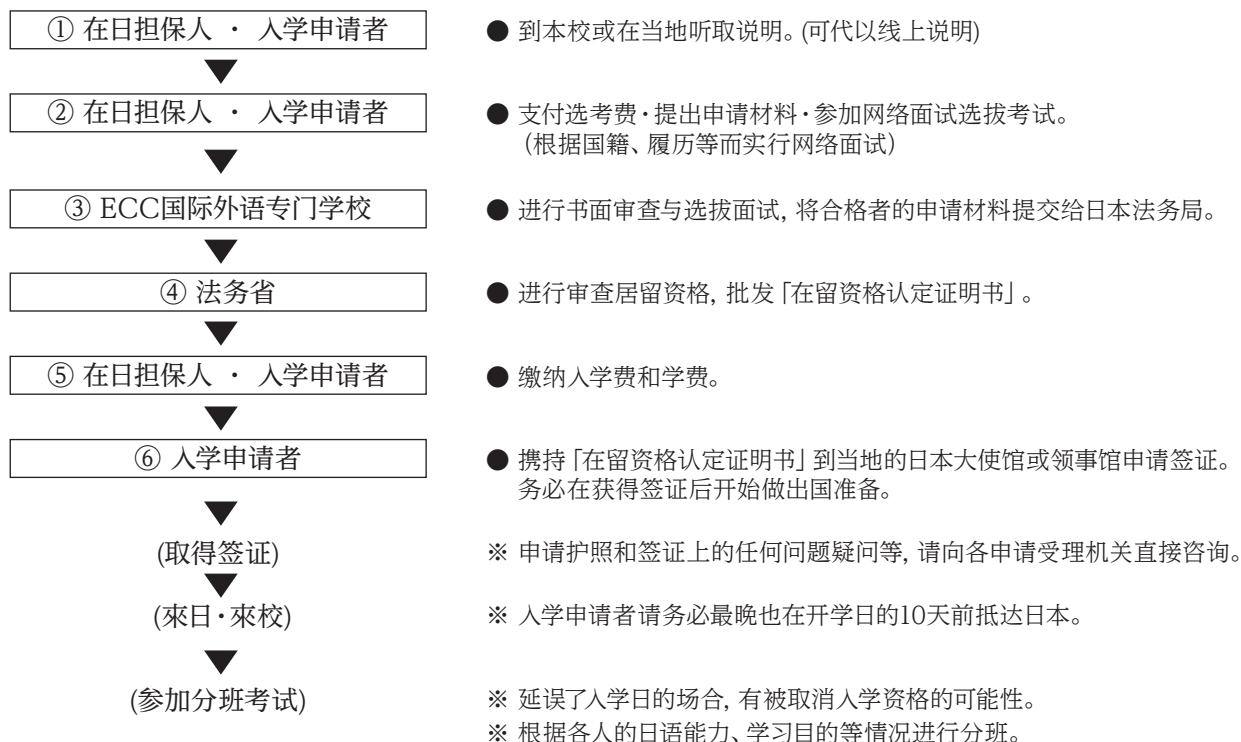 ① 在日担保人 ・ 入学申请者
● 到本校或在当地听取说明。(可代以线上说明)
② 在日担保人 ・ 入学申请者
● 支付选考费・提出申请材料・参加网络面试选拔考试。
（根据国籍、履历等而实行网络面试）
③ ECC国际外语专门学校
● 进行书面审查与选拔面试, 将合格者的申请材料提交给日本法务局。
④ 法务省
● 进行审查居留资格, 批发「在留资格认定证明书」。
⑤ 在日担保人 ・ 入学申请者
● 缴纳入学费和学费。
⑥ 入学申请者
● 携持「在留资格认定证明书」到当地的日本大使馆或领事馆申请签证。
务必在获得签证后开始做出国准备。
(取得签证)
※ 申请护照和签证上的任何问题疑问等, 请向各申请受理机关直接咨询。
(來日・來校)
※ 入学申请者请务必最晚也在开学日的10天前抵达日本。
(参加分班考试)
※ 延误了入学日的场合, 有被取消入学资格的可能性。
※ 根据各人的日语能力、学习目的等情况进行分班。